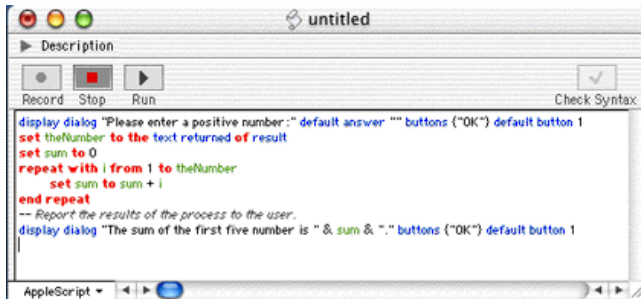 untitled
Description
Record Stop Run Check Syntax
display dialog "Please enter a positive number:" default answer "" buttons {"OK"} default button 1
set theNumber to the text returned of result
set sum to 0
repeat with i from 1 to theNumber
set sum to sum + i
end repeat
-- Report the results of the process to the user.
display dialog "The sum of the first five number is " & sum & "." buttons {"OK"} default button 1
AppleScript